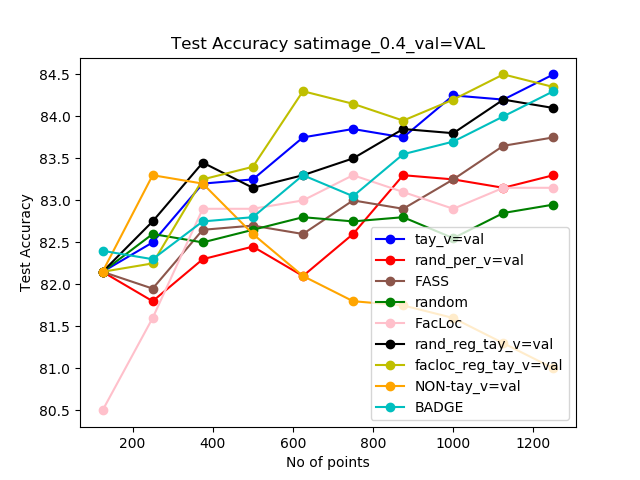 Test Accuracy satimage_0.4_val=VAL
84.5
84.0
83.5
83.0
82.5
82.0
81.5
81.0
80.5
Test Accuracy
tay_v=val
rand_per_v=val
FASS
random
FacLoc
rand_reg_tay_v=val
facloc_reg_tay_v=val
NON-tay_v=val
BADGE
200 400 600 800 1000 1200
No of points